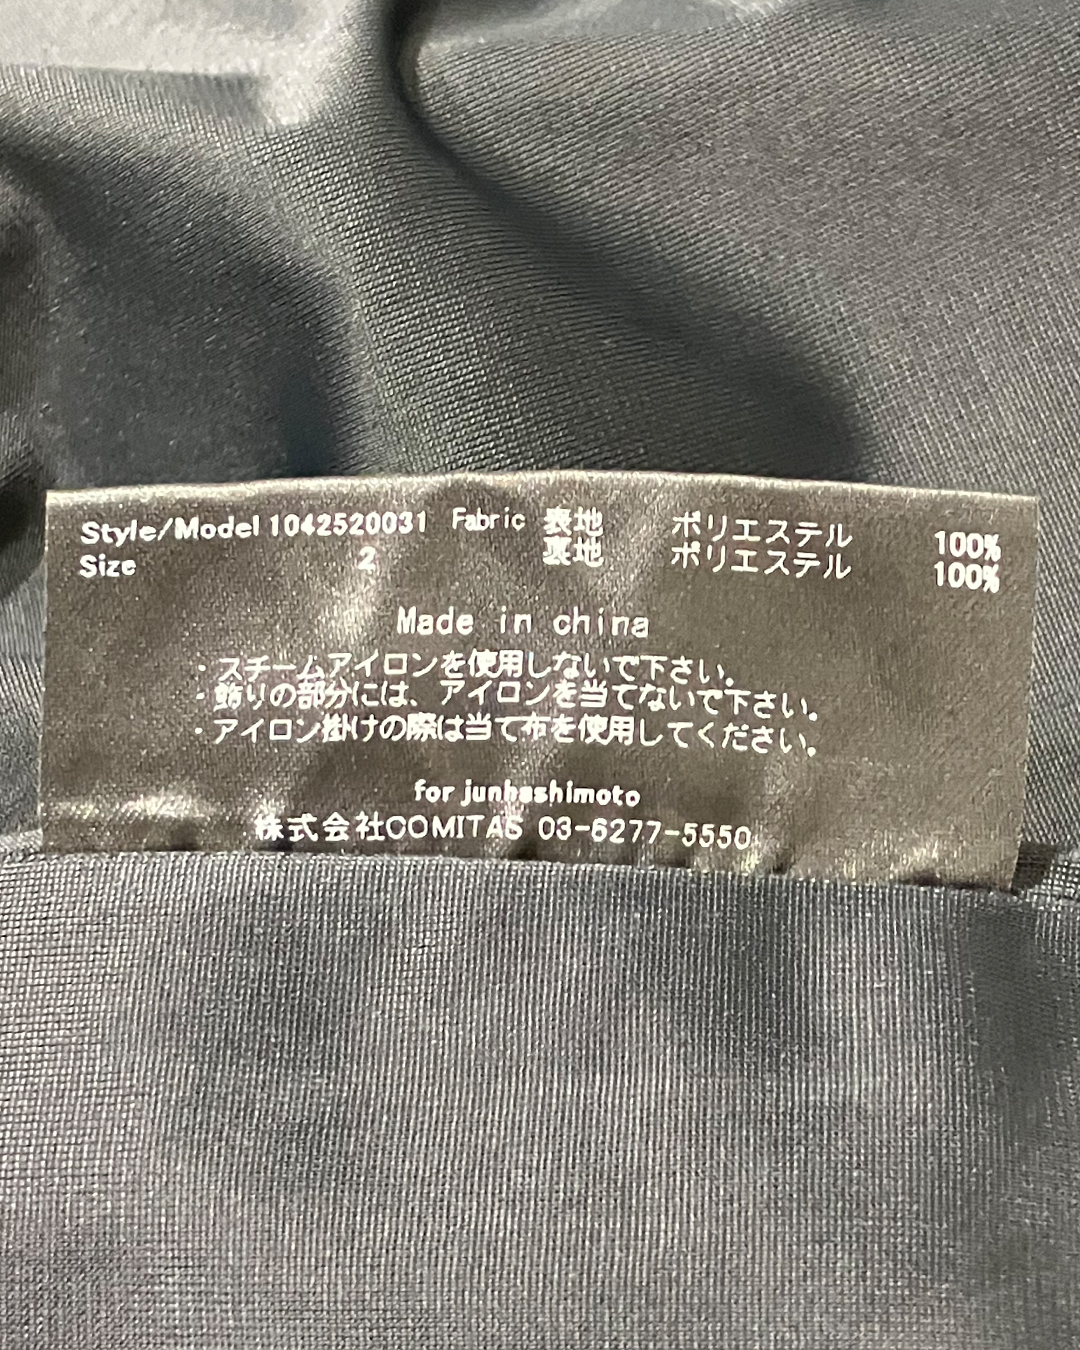 Style/Model 1042520031 Fabric 表地 ポリエステル 100%
Size 2 裏地 ポリエステル 100%
Made in china
・スチームアイロンを使用しないで下さい。
・飾りの部分には、アイロンを当てないで下さい。
・アイロン掛けの際は当て布を使用してください。
for junhashimoto
株式会社COMITAS 03-6277-5550